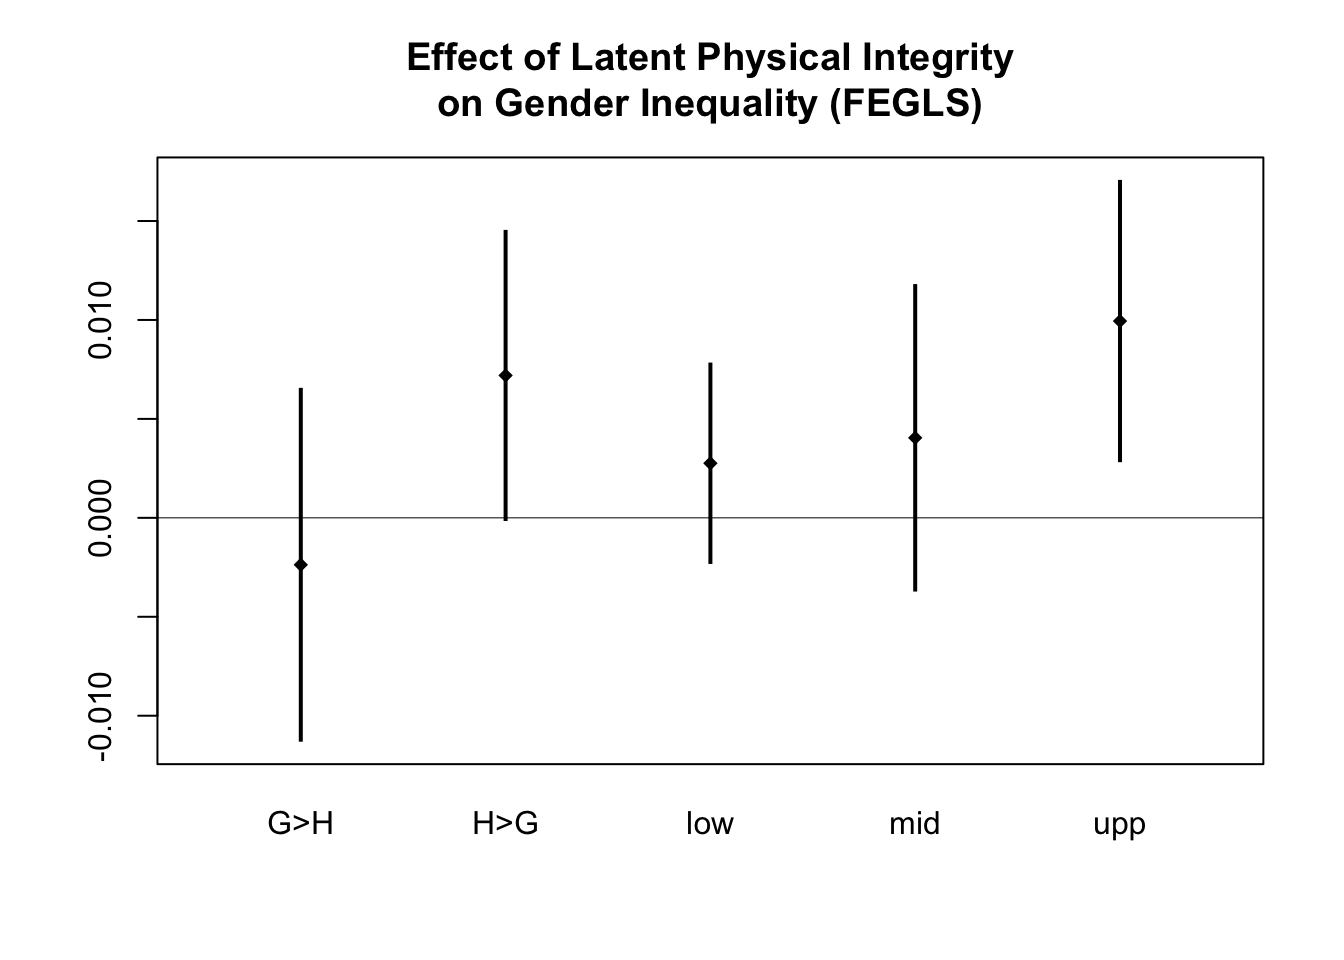 Effect of Latent Physical Integrity
on Gender Inequality (FEGLS)
0.010
0.000
-0.010
G>H H>G low mid upp